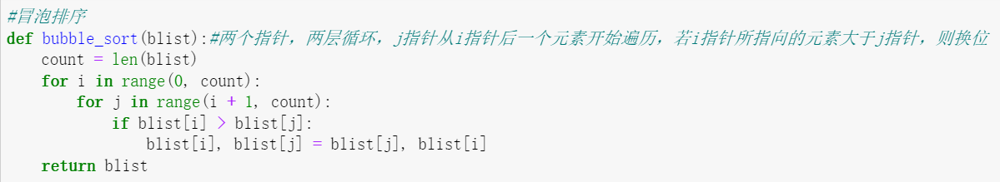 #冒泡排序
def bubble_sort(blist):#两个指针，两层循环，j指针从i指针后一个元素开始遍历，若i指针所指向的元素大于j指针，则换位
    count = len(blist)
    for i in range(0, count):
        for j in range(i + 1, count):
            if blist[i] > blist[j]:
                blist[i], blist[j] = blist[j], blist[i]
    return blist